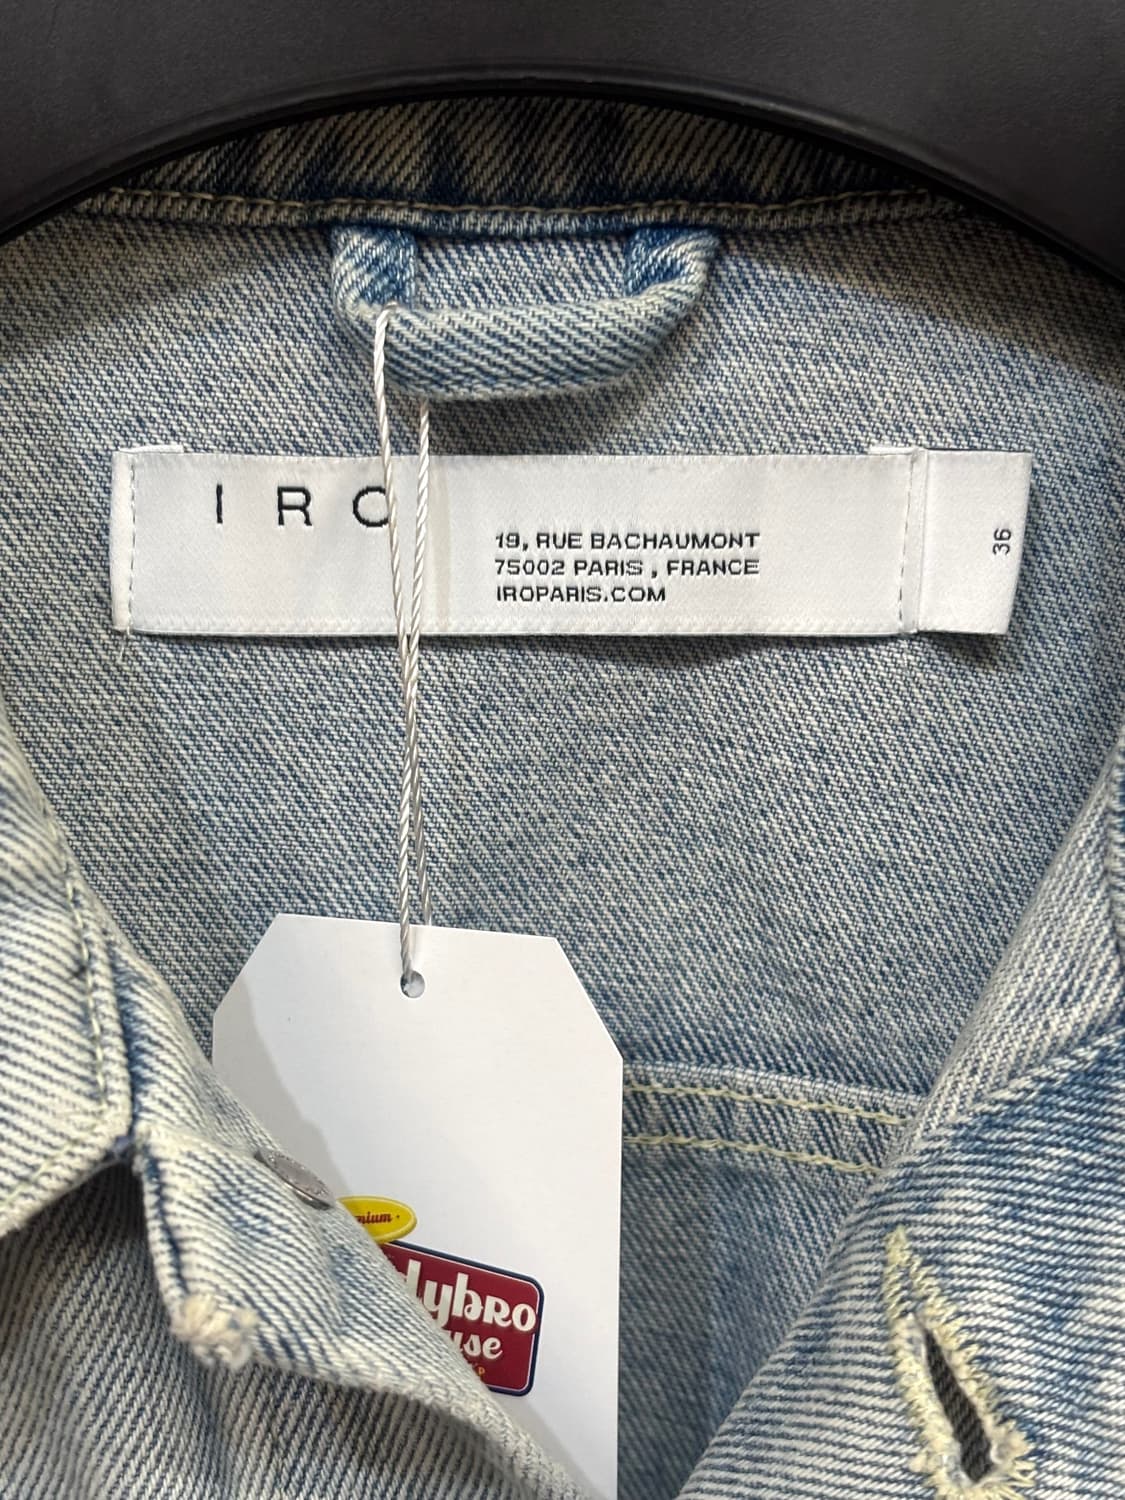 IRO
19, RUE BACHAUMONT
75002 PARIS , FRANCE
IROPARIS.COM
36